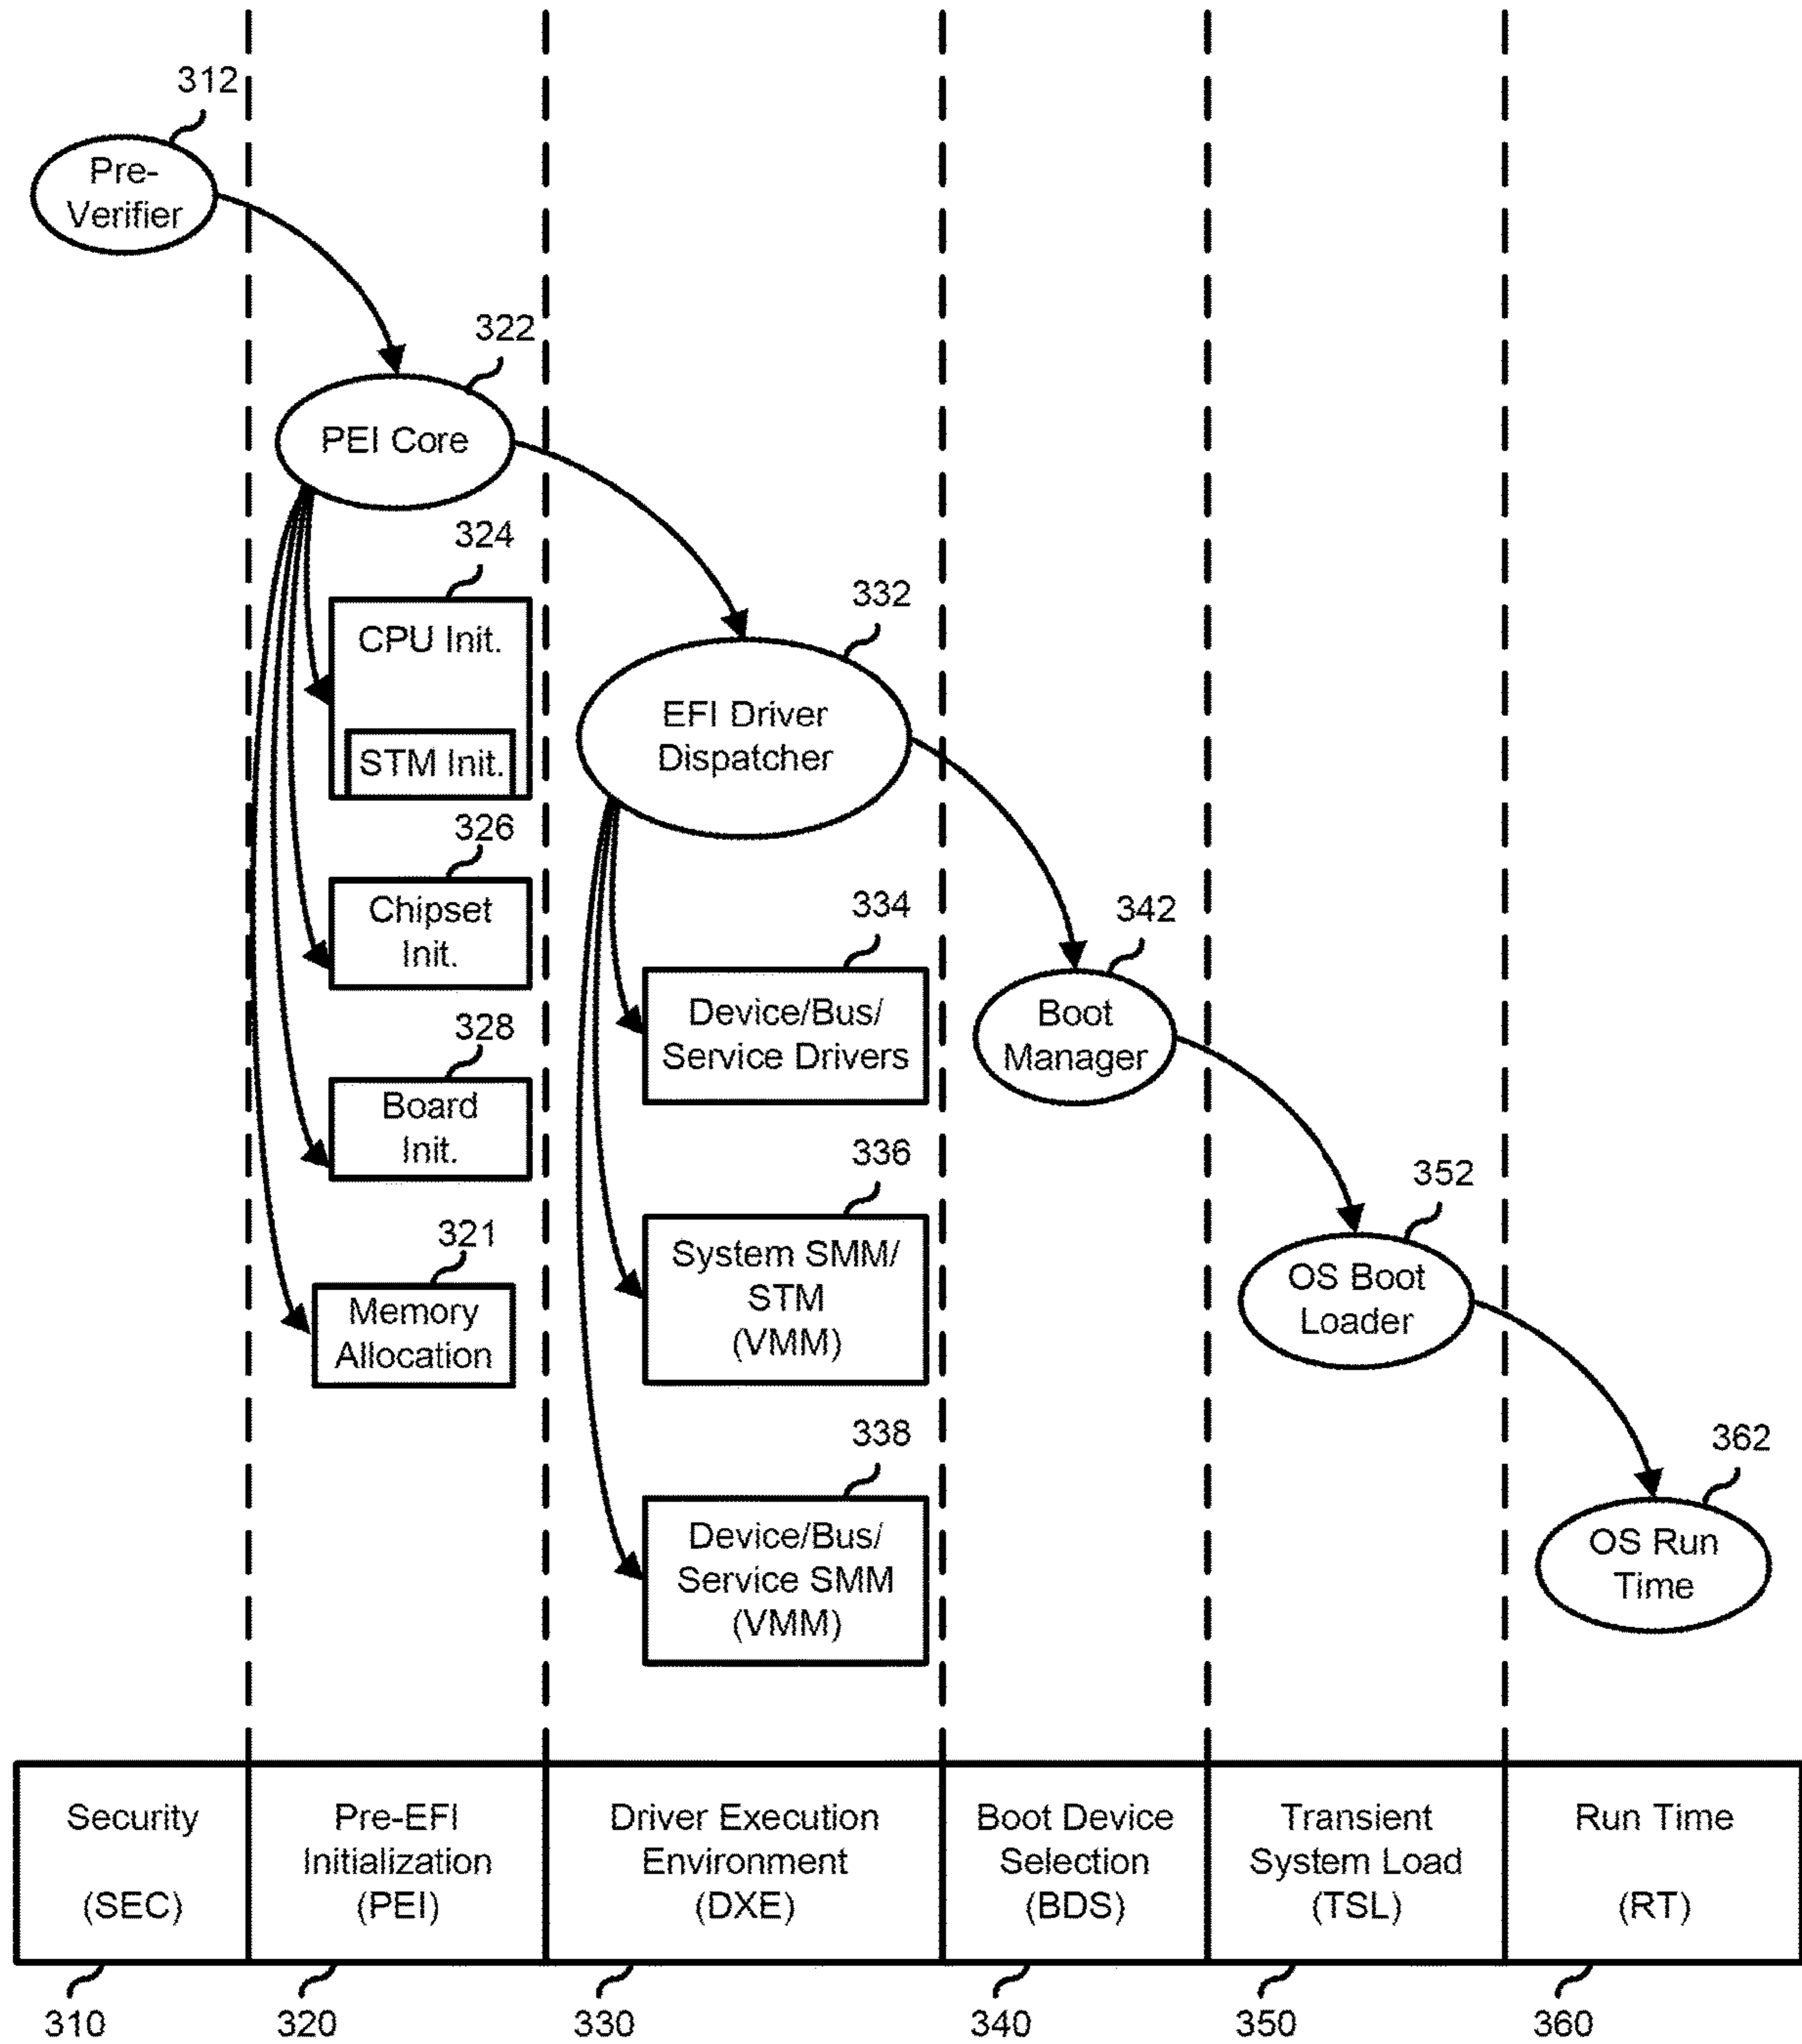 312
Pre-
Verifier
322
PEI Core
324
CPU Init.
STM Init.
326
Chipset
Init.
328
Board
Init.
321
Memory
Allocation
332
EFI Driver
Dispatcher
334
Device/Bus/
Service Drivers
336
System SMM/
STM
(VMM)
338
Device/Bus/
Service SMM
(VMM)
342
Boot
Manager
352
OS Boot
Loader
362
OS Run
Time
Security
(SEC)
Pre-EFI
Initialization
(PEI)
Driver Execution
Environment
(DXE)
Boot Device
Selection
(BDS)
Transient
System Load
(TSL)
Run Time
(RT)
310
320
330
340
350
360